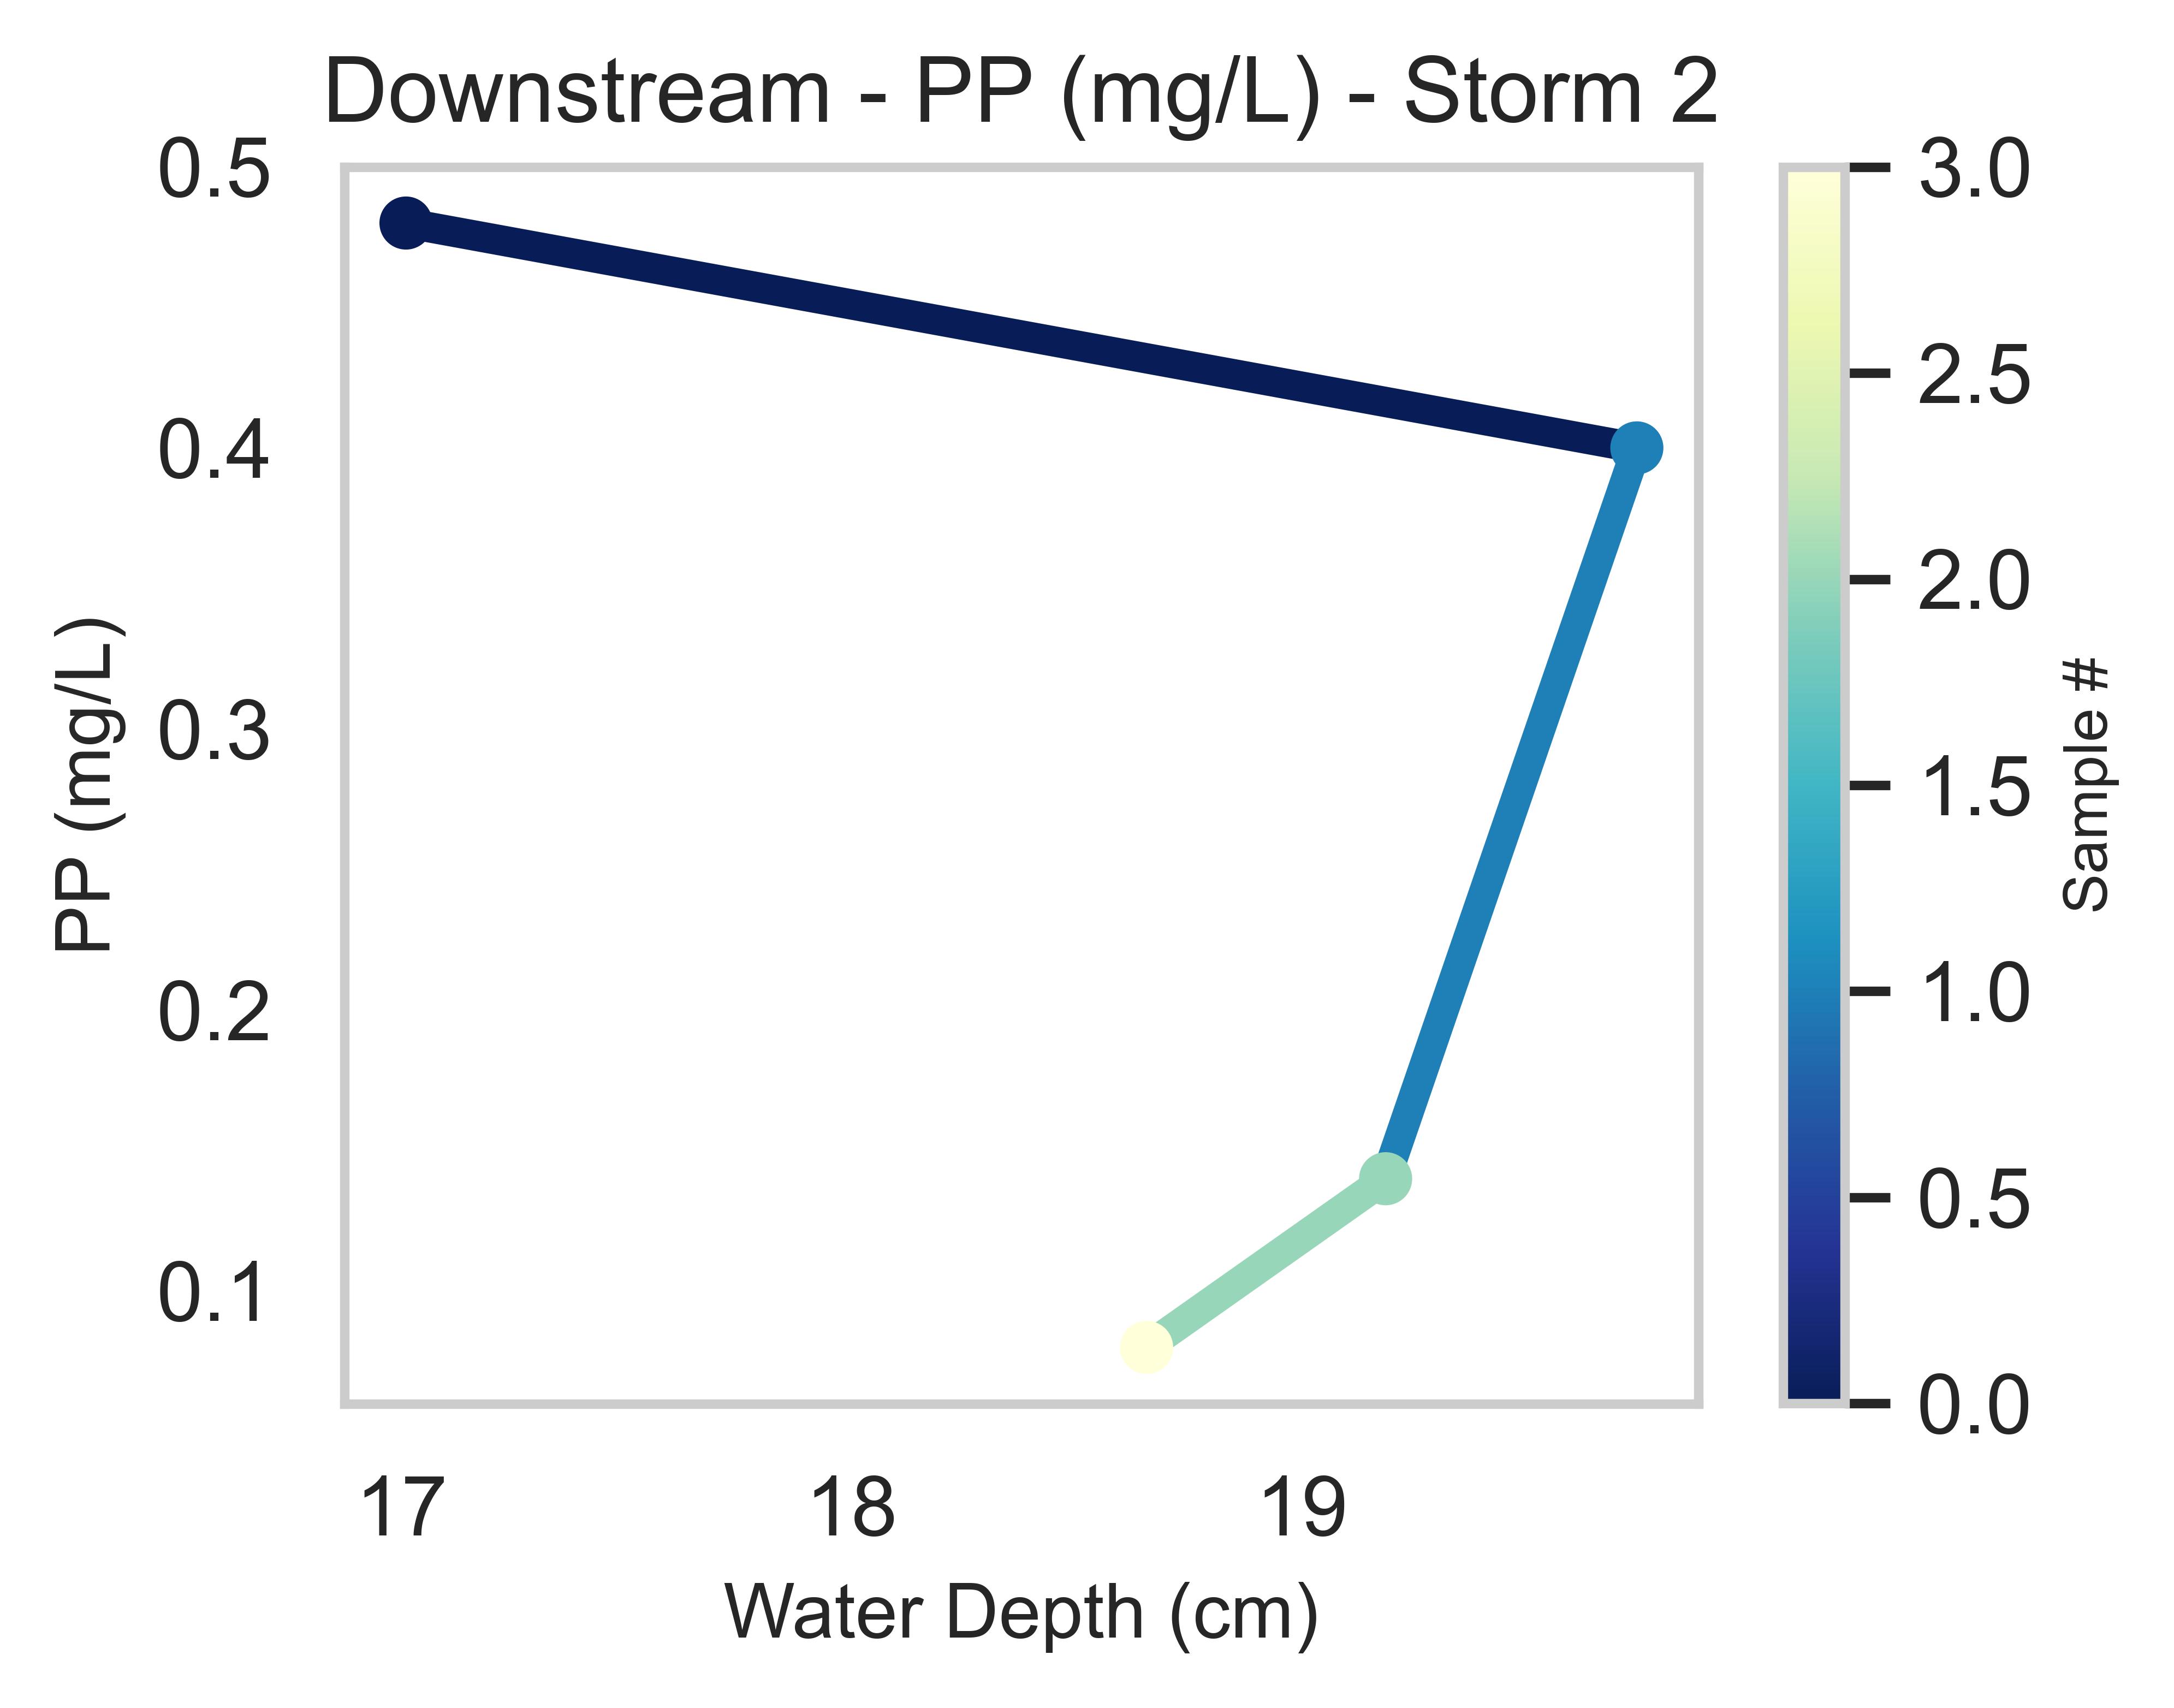 Downstream - PP (mg/L) - Storm 2
0.5
0.4
0.3
0.2
0.1
PP (mg/L)
17 18 19
Water Depth (cm)
3.0
2.5
2.0
1.5
1.0
0.5
0.0
Sample #